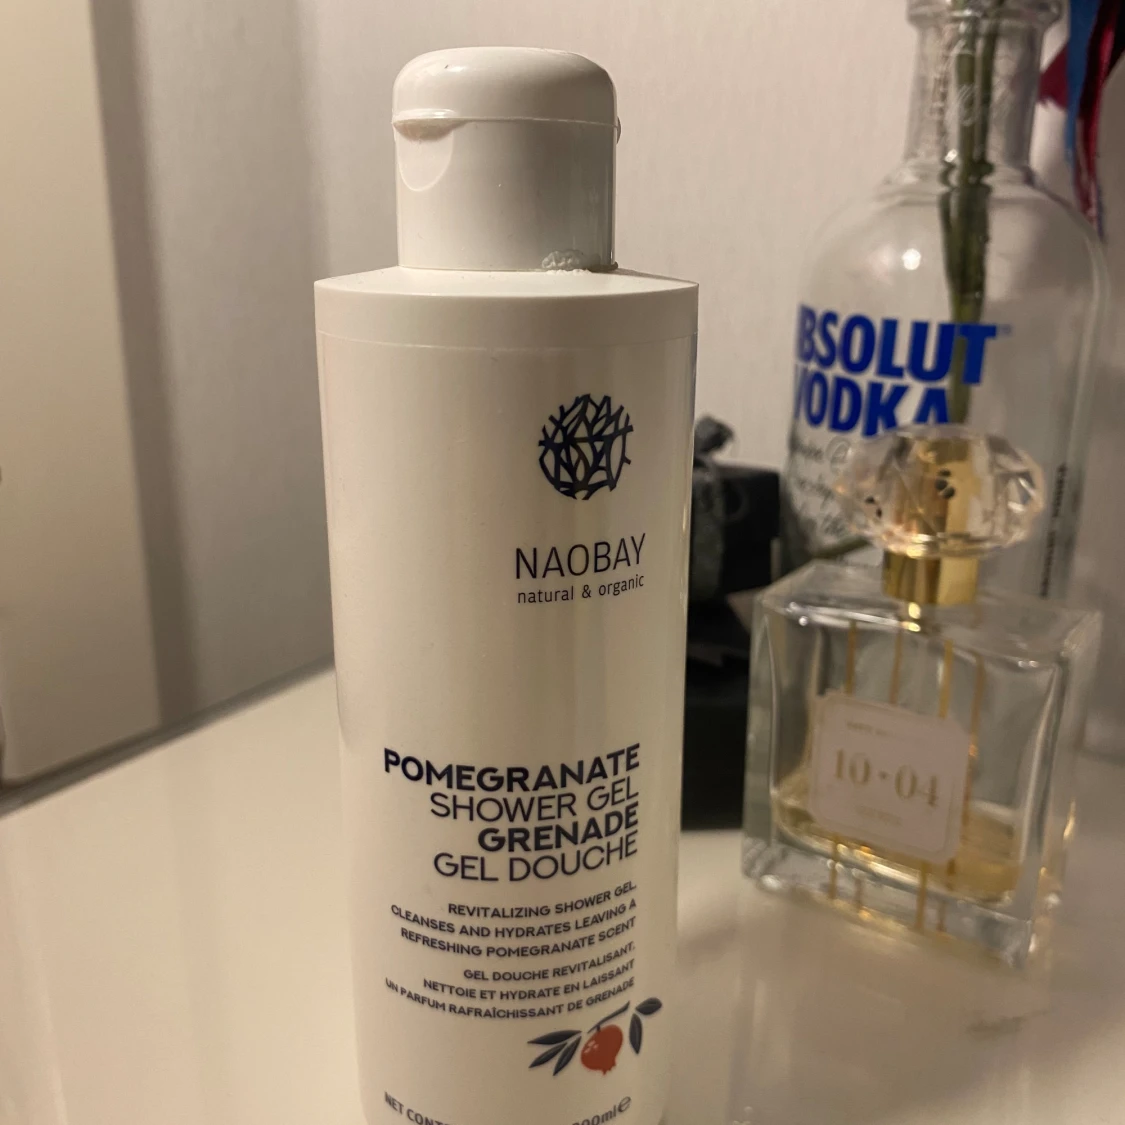 NAOBAY
natural & organic
POMEGRANATE
SHOWER GEL
GRENADE
GEL DOUCHE
REVITALIZING SHOWER GEL.
CLEANSES AND HYDRATES LEAVING A
REFRESHING POMEGRANATE SCENT
GEL DOUCHE REVITALISANT.
NETTOIE ET HYDRATE EN LAISSANT
UN PARFUM RAFRAÎCHISSANT DE GRENADE
NET
BSOLUT
VODKA
10·04